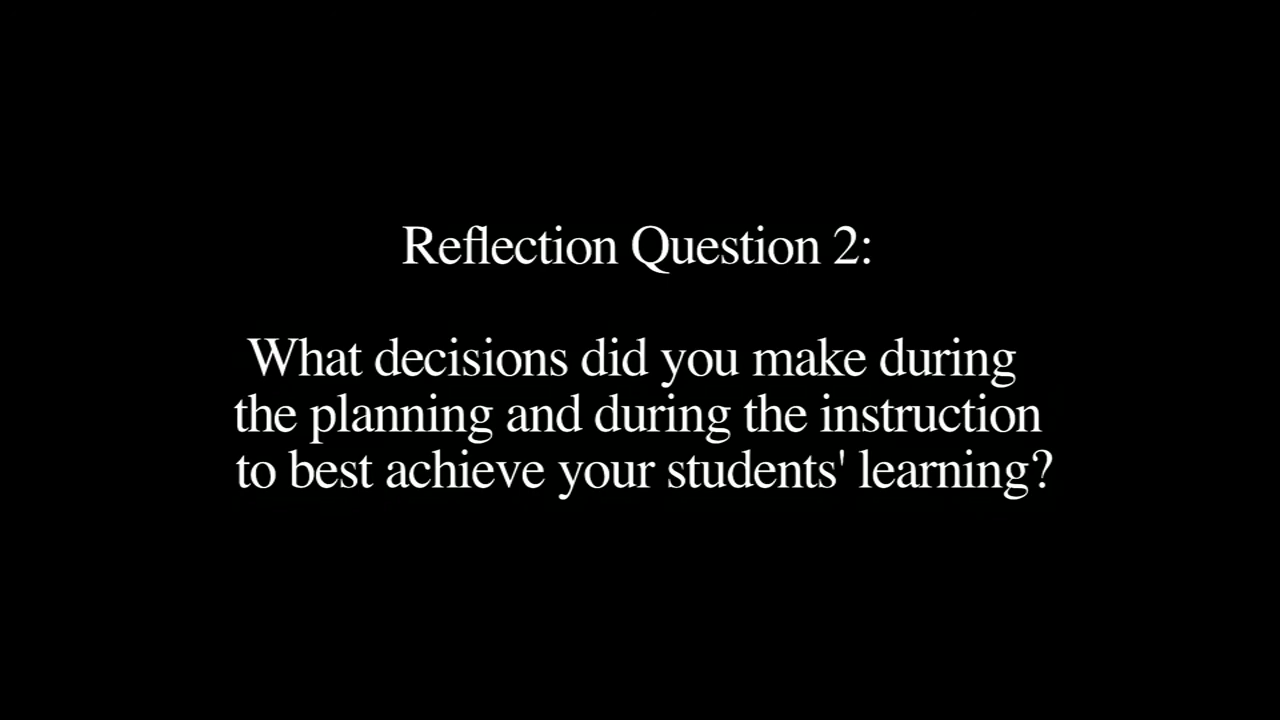 Reflection Question 2:
What decisions did you make during
the planning and during the instruction
to best achieve your students' learning?